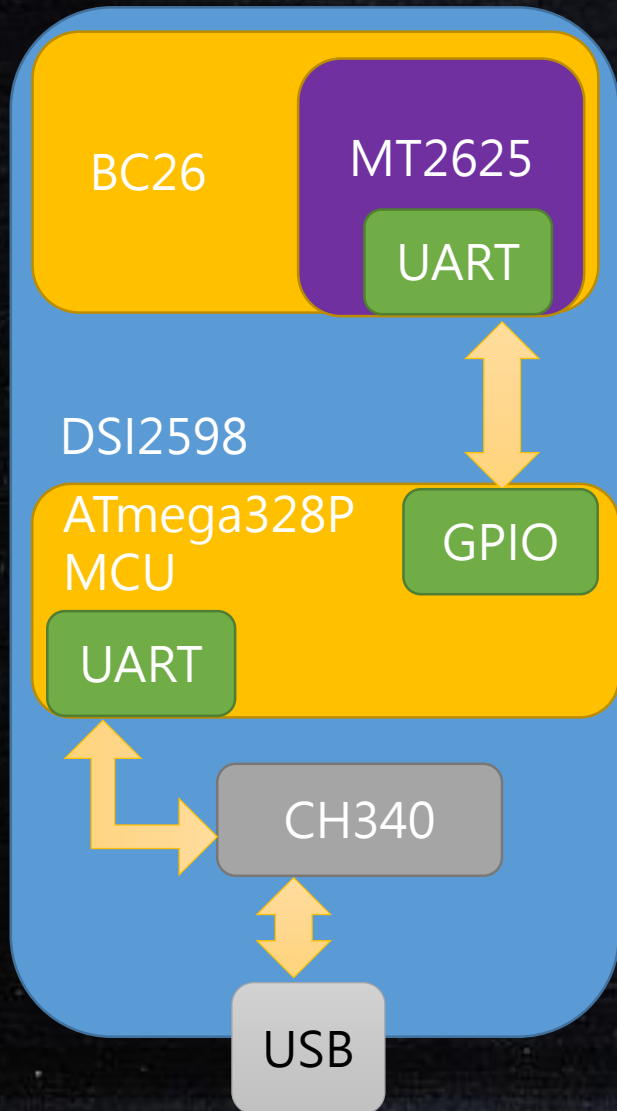 BC26
MT2625
UART
DSI2598
ATmega328P
MCU
GPIO
UART
CH340
USB